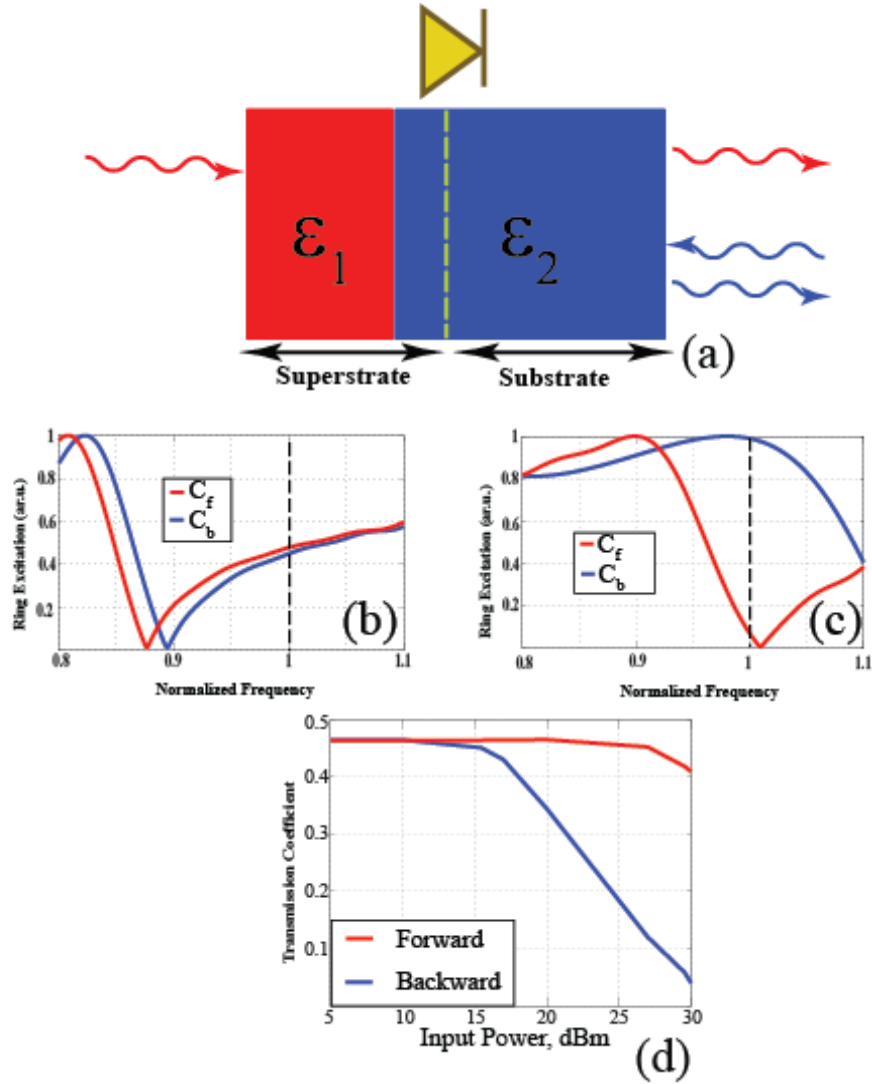 ε1 ε2
Superstrate Substrate (a)
Ring Excitation (ar.u.)
1
0.8
0.6
0.4
0.2
Cf
Cb
(b)
0.8 0.9 1 1.1
Normalized Frequency
Ring Excitation (ar.u.)
1
0.8
0.6
0.4
0.2
Cf
Cb
(c)
0.8 0.9 1 1.1
Normalized Frequency
Transmission Coefficient
0.5
0.4
0.3
0.2
0.1
Forward
Backward
5 10 15 20 25 30
Input Power, dBm
(d)